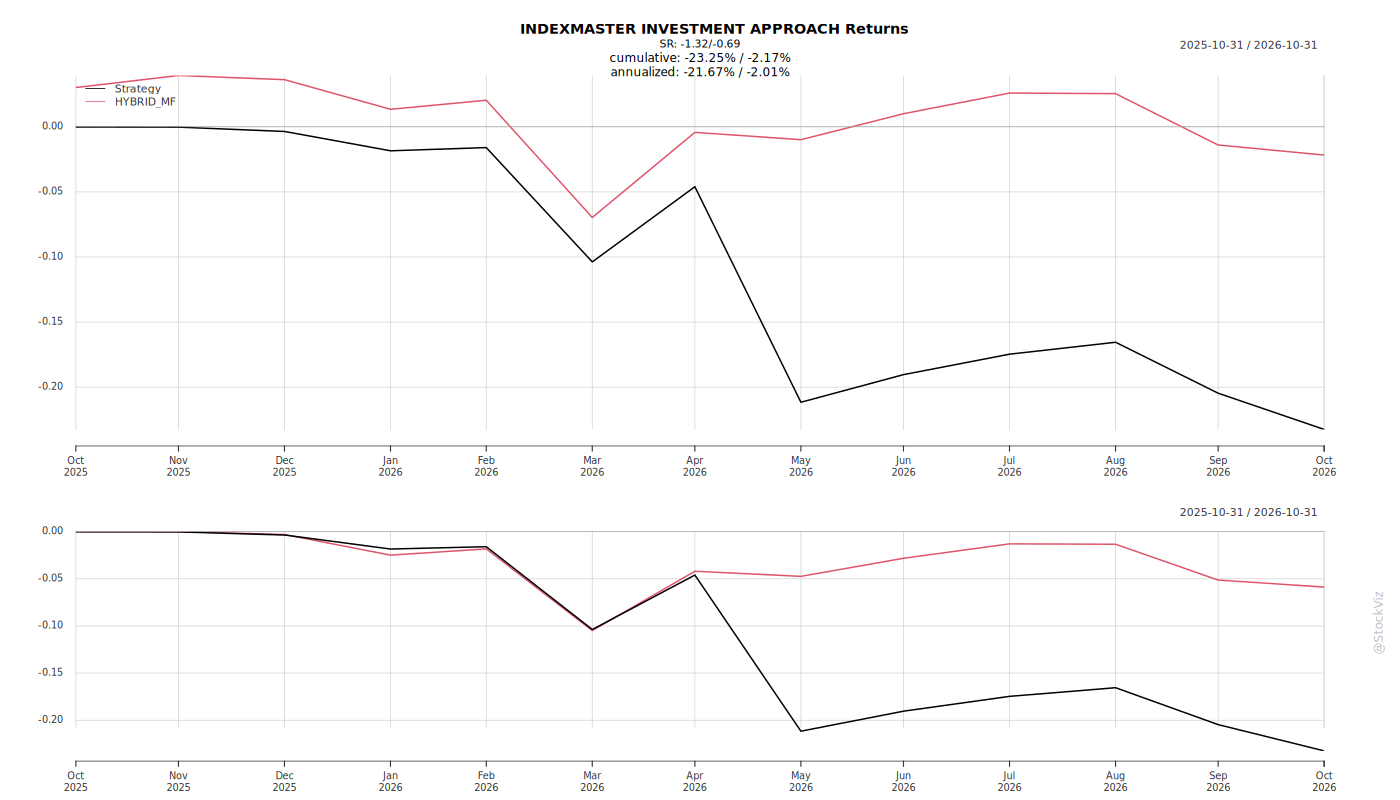 INDEXMASTER INVESTMENT APPROACH Returns
SR: -1.32/-0.69
cumulative: -23.25% / -2.17%
annualized: -21.67% / -2.01%
2025-10-31 / 2026-10-31
Strategy
HYBRID_MF
0.00
-0.05
-0.10
-0.15
-0.20
Oct Nov Dec Jan Feb Mar Apr May Jun Jul Aug Sep Oct
2025 2025 2025 2026 2026 2026 2026 2026 2026 2026 2026 2026 2026
2025-10-31 / 2026-10-31
0.00
-0.05
-0.10
-0.15
-0.20
Oct Nov Dec Jan Feb Mar Apr May Jun Jul Aug Sep Oct
2025 2025 2025 2026 2026 2026 2026 2026 2026 2026 2026 2026 2026
@StockViz